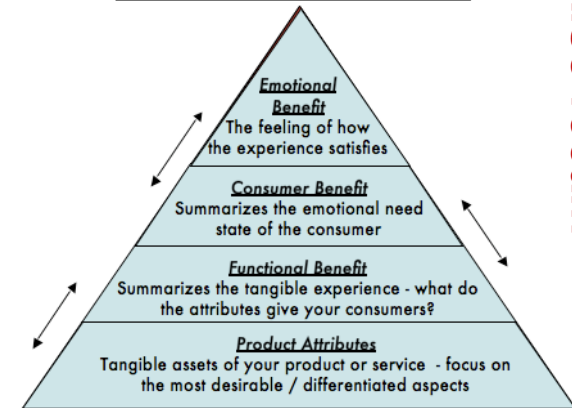 Emotional
Benefit
The feeling of how
the experience satisfies
Consumer Benefit
Summarizes the emotional need
state of the consumer
Functional Benefit
Summarizes the tangible experience - what do
the attributes give your consumers?
Product Attributes
Tangible assets of your product or service - focus on
the most desirable / differentiated aspects